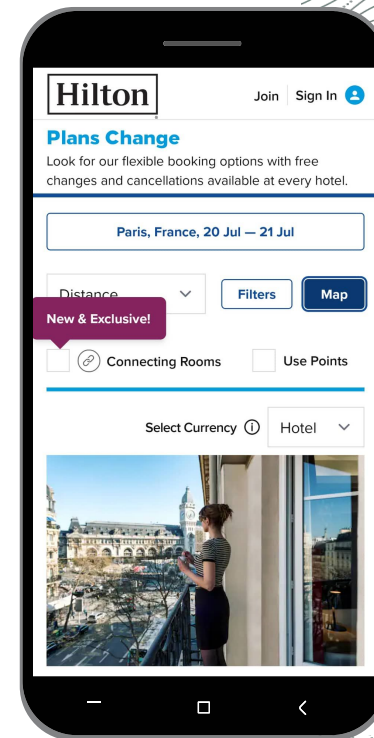 Hilton
Join
Sign In
Plans Change
Look for our flexible booking options with free
changes and cancellations available at every hotel.
Paris, France, 20 Jul — 21 Jul
Distance
Filters
Map
New & Exclusive!
Connecting Rooms
Use Points
Select Currency
Hotel